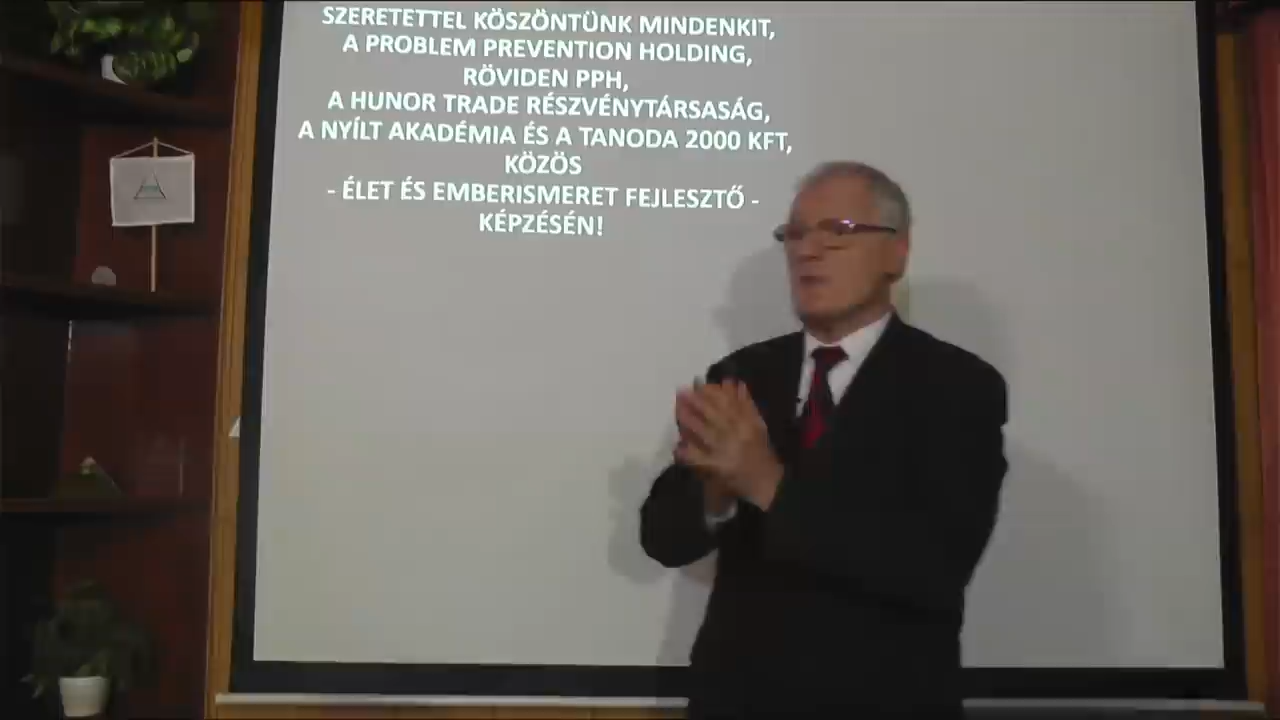 SZERETETTEL KÖSZÖNTÜNK MINDENKIT,
A PROBLEM PREVENTION HOLDING,
RÖVIDEN PPH,
A HUNOR TRADE RÉSZVÉNYTÁRSASÁG,
A NYÍLT AKADÉMIA ÉS A TANODA 2000 KFT,
KÖZÖS
- ÉLET ÉS EMBERISMERET FEJLESZTŐ -
KÉPZÉSÉN!